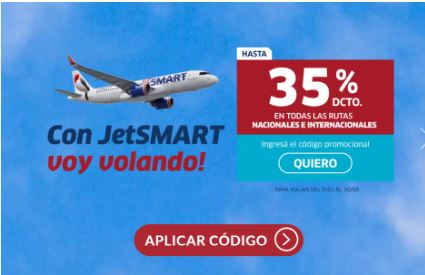 JetSMART
HASTA
35%
DCTO.
EN TODAS LAS RUTAS
NACIONALES E INTERNACIONALES
Ingresá el código promocional
QUIERO
Con JetSMART
voy volando!
APLICAR CÓDIGO